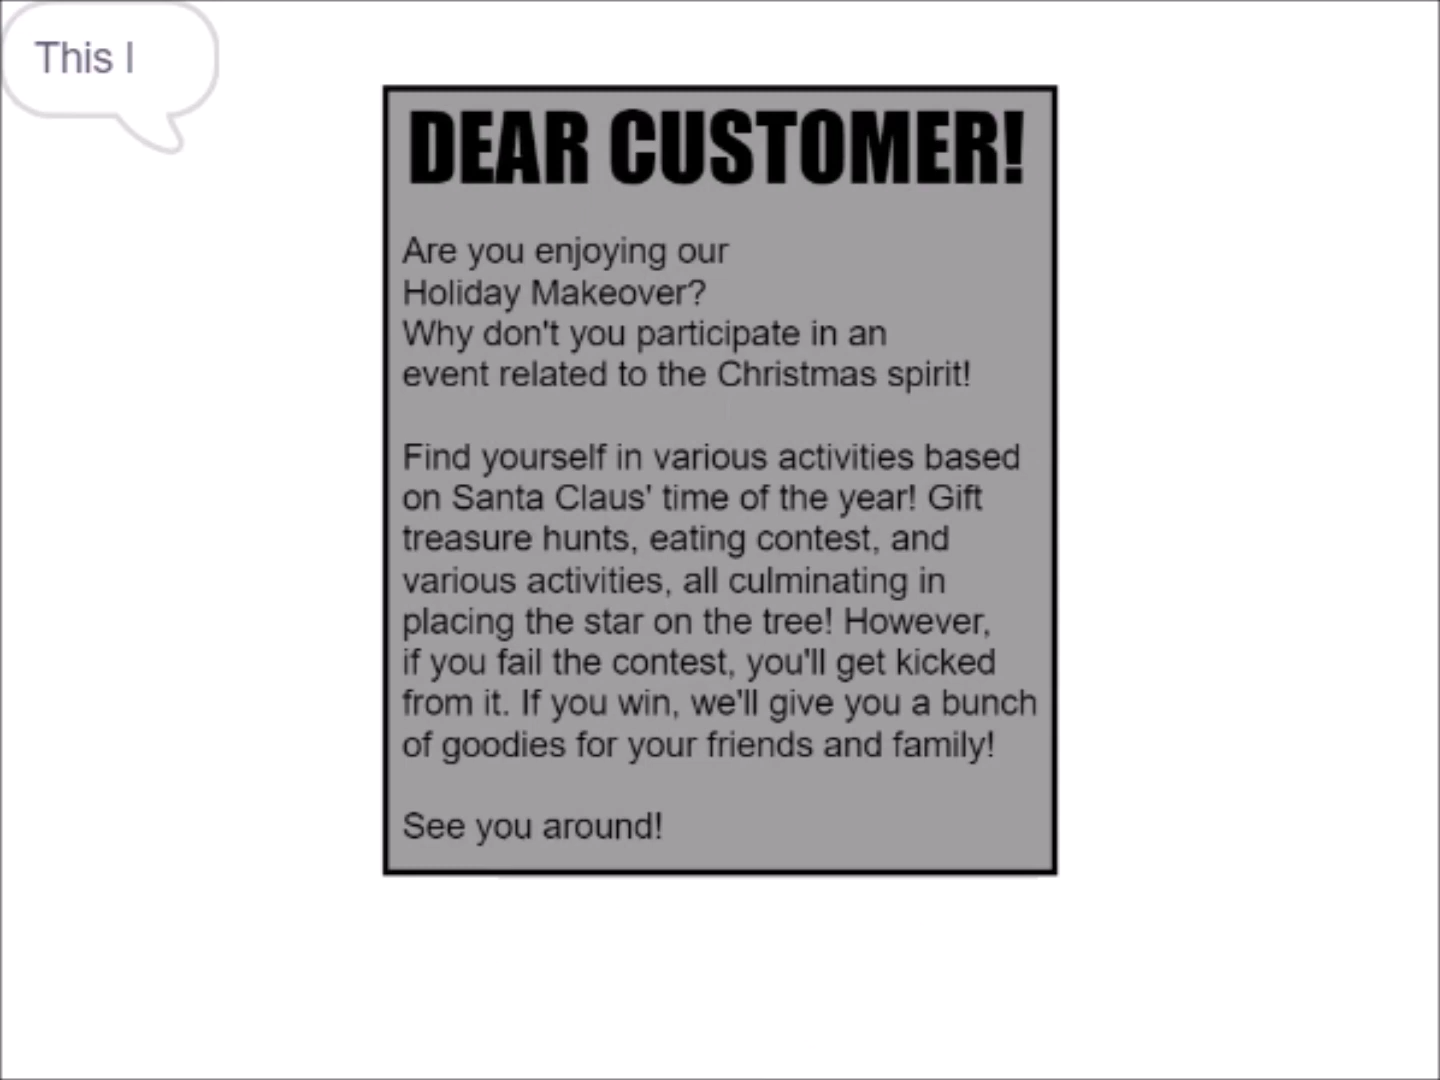 This I
DEAR CUSTOMER!
Are you enjoying our
Holiday Makeover?
Why don't you participate in an
event related to the Christmas spirit!
Find yourself in various activities based
on Santa Claus' time of the year! Gift
treasure hunts, eating contest, and
various activities, all culminating in
placing the star on the tree! However,
if you fail the contest, you'll get kicked
from it. If you win, we'll give you a bunch
of goodies for your friends and family!
See you around!